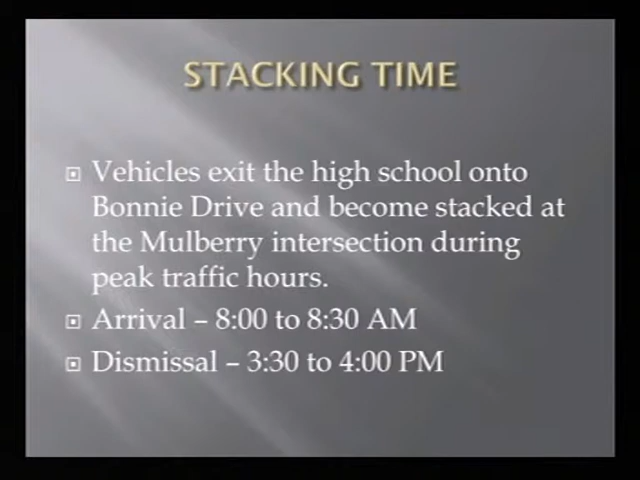 STACKING TIME
Vehicles exit the high school onto
Bonnie Drive and become stacked at
the Mulberry intersection during
peak traffic hours.
Arrival – 8:00 to 8:30 AM
Dismissal – 3:30 to 4:00 PM